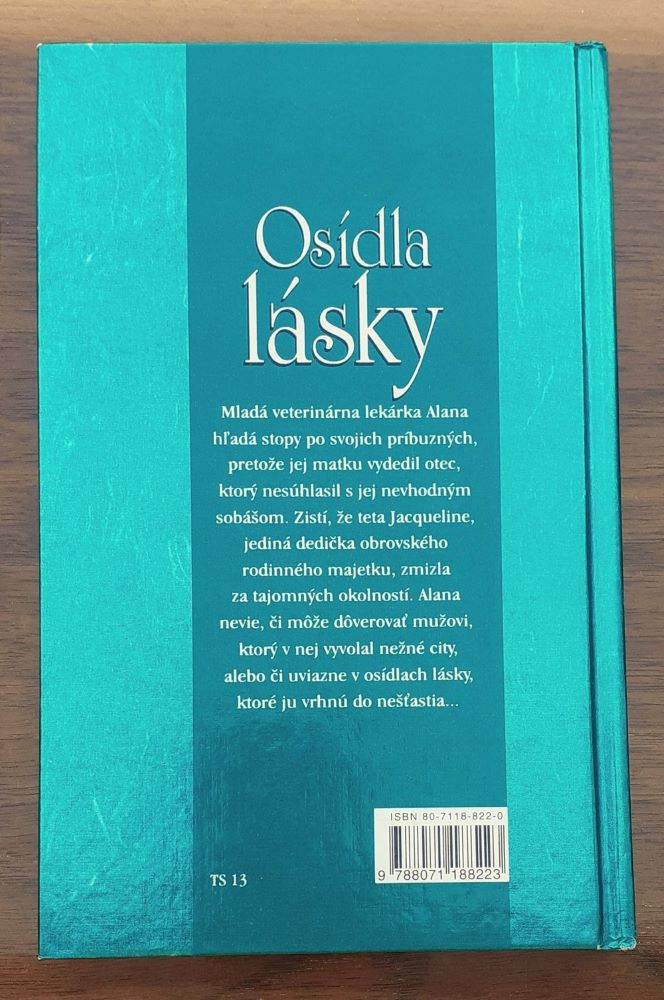 Osídla
lásky
Mladá veterinárna lekárka Alana
hľadá stopy po svojich príbuzných,
pretože jej matku vydedil otec,
ktorý nesúhlasil s jej nevhodným
sobášom. Zistí, že teta Jacqueline,
jediná dedička obrovského
rodinného majetku, zmizla
za tajomných okolností. Alana
nevie, či môže dôverovať mužovi,
ktorý v nej vyvolal nežné city,
alebo či uviazne v osídlach lásky,
ktoré ju vrhnú do nešťastia...
ISBN 80-7118-822-0
9 788071 188223
TS 13